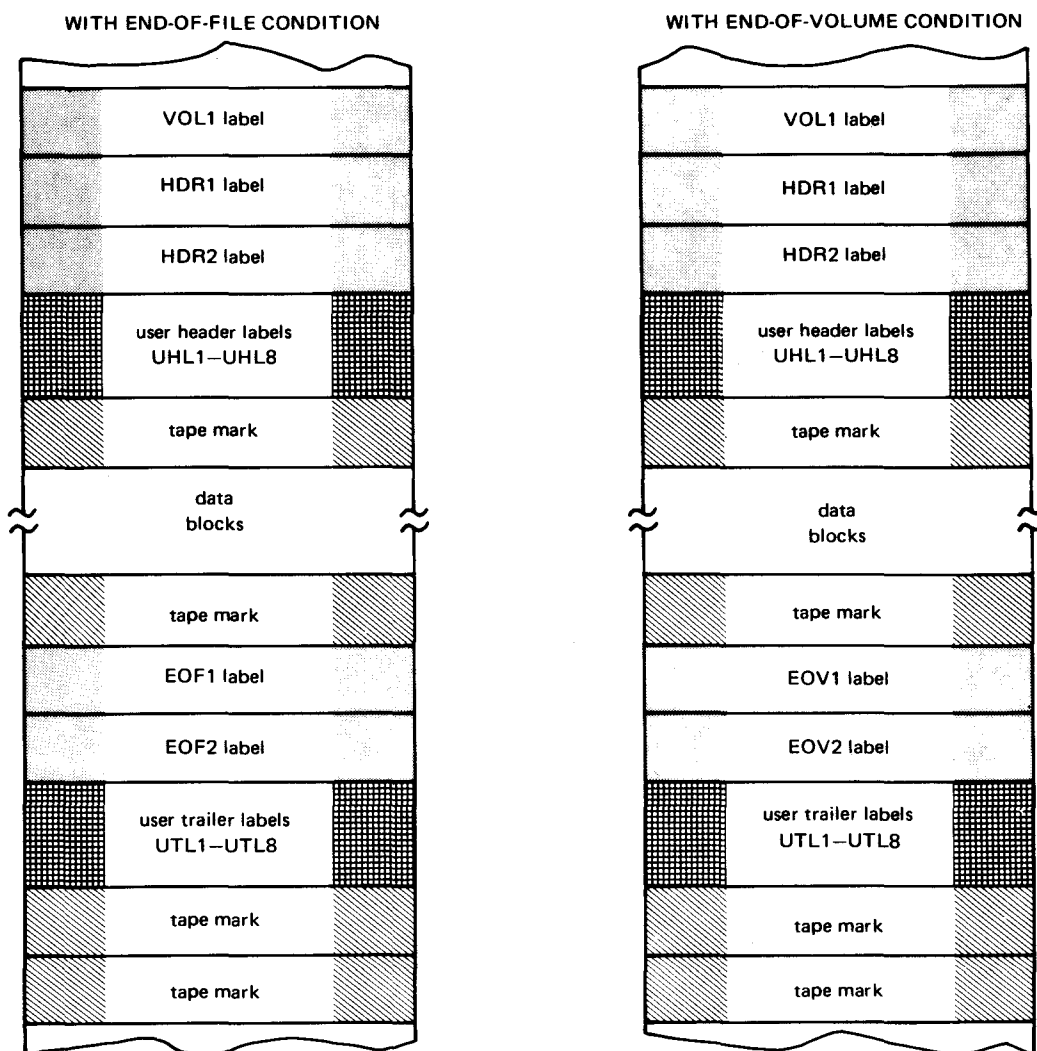 WITH END-OF-FILE CONDITION
VOL1 label
HDR1 label
HDR2 label
user header labels
UHL1—UHL8
tape mark
data
blocks
tape mark
EOF1 label
EOF2 label
user trailer labels
UTL1—UTL8
tape mark
tape mark
WITH END-OF-VOLUME CONDITION
VOL1 label
HDR1 label
HDR2 label
user header labels
UHL1—UHL8
tape mark
data
blocks
tape mark
EOV1 label
EOV2 label
user trailer labels
UTL1—UTL8
tape mark
tape mark